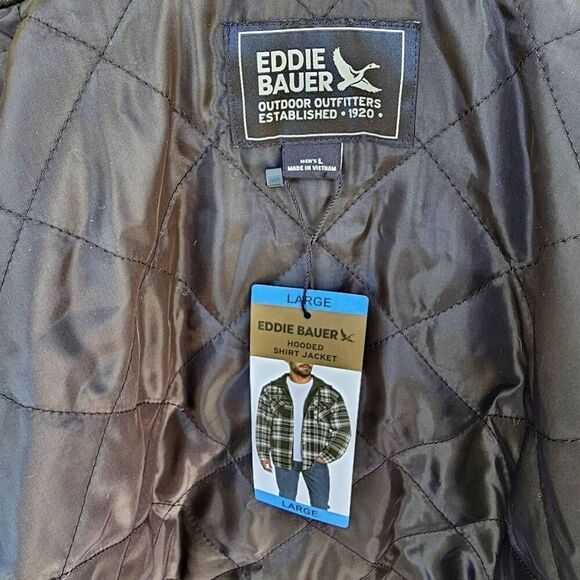 EDDIE
BAUER
OUTDOOR OUTFITTERS
ESTABLISHED • 1920 •
MEN'S L
MADE IN VIETNAM
LARGE
EDDIE BAUER
HOODED
SHIRT JACKET
LARGE